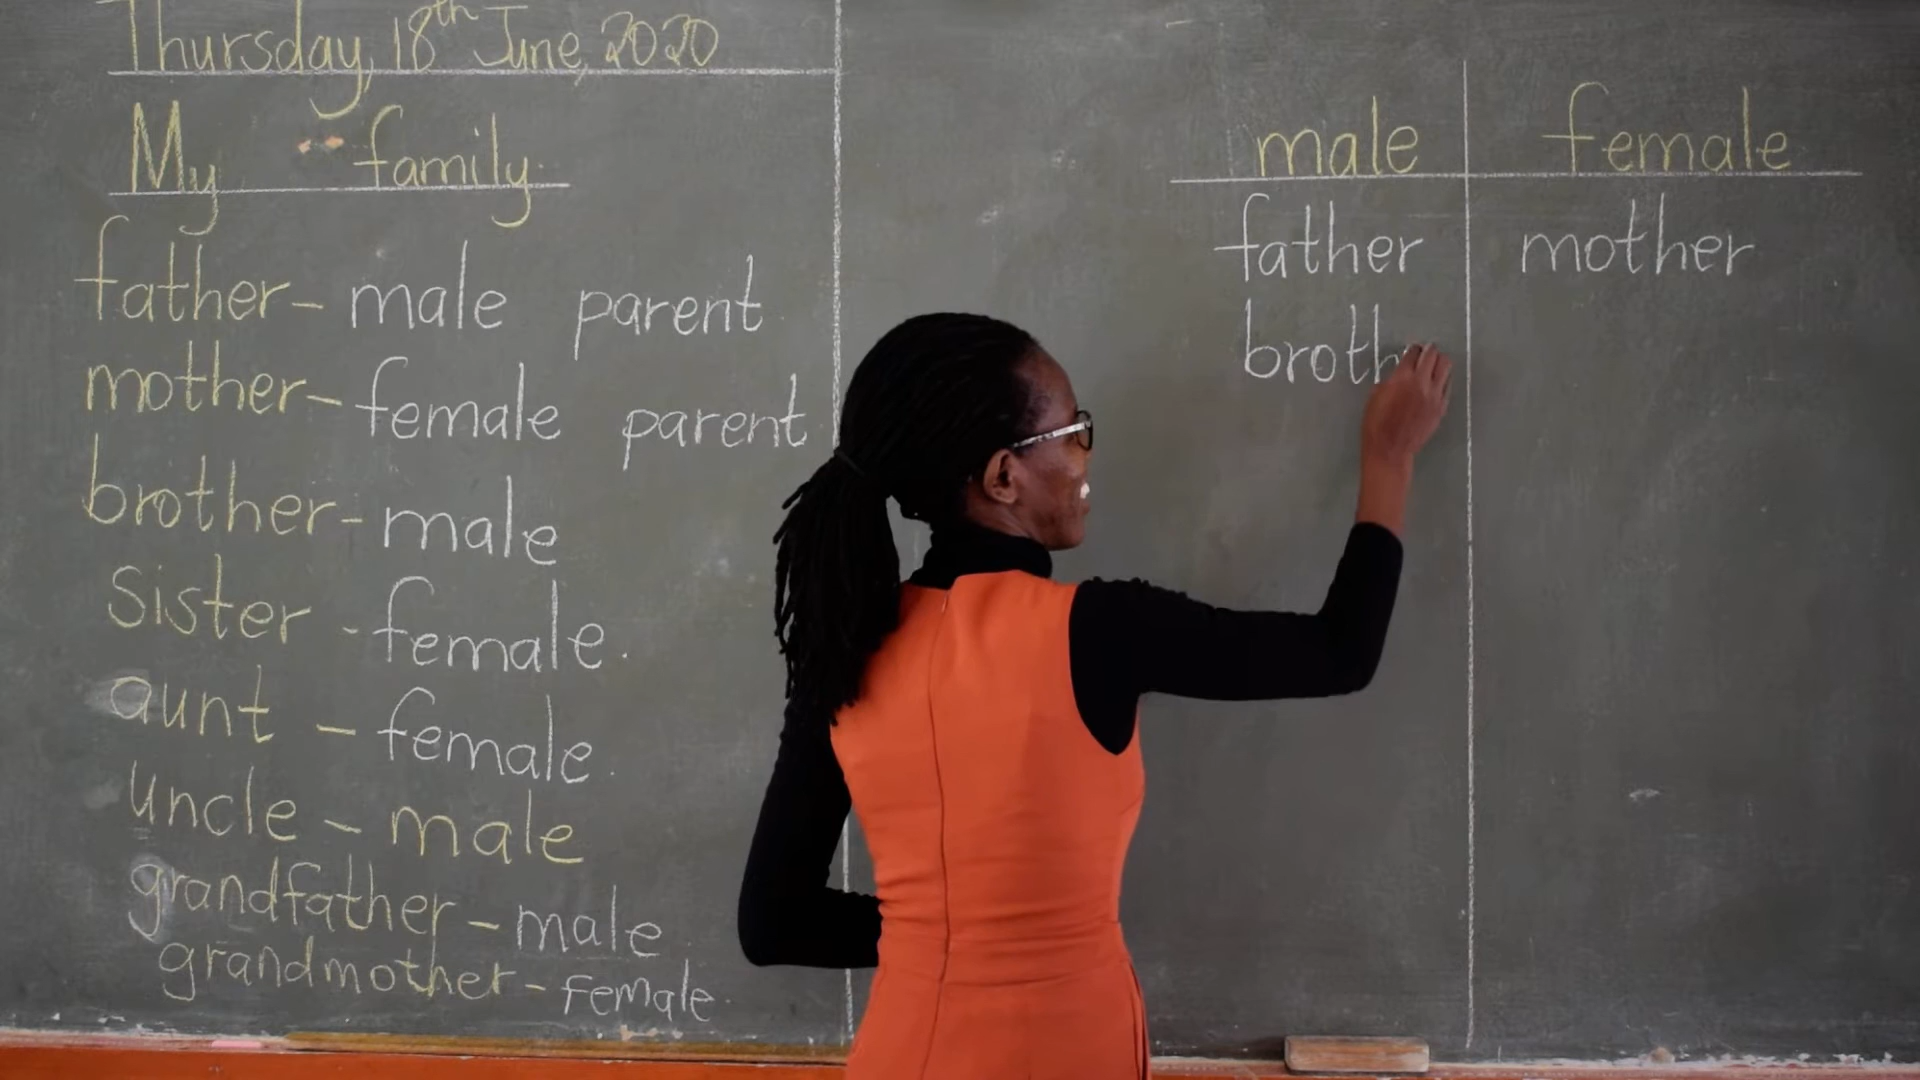 Thursday, 18th June, 2020
My family
father - male parent
mother - female parent
brother - male
Sister - female.
aunt - female.
uncle - male
grandfather - male
grandmother - female.
male female
father mother
broth